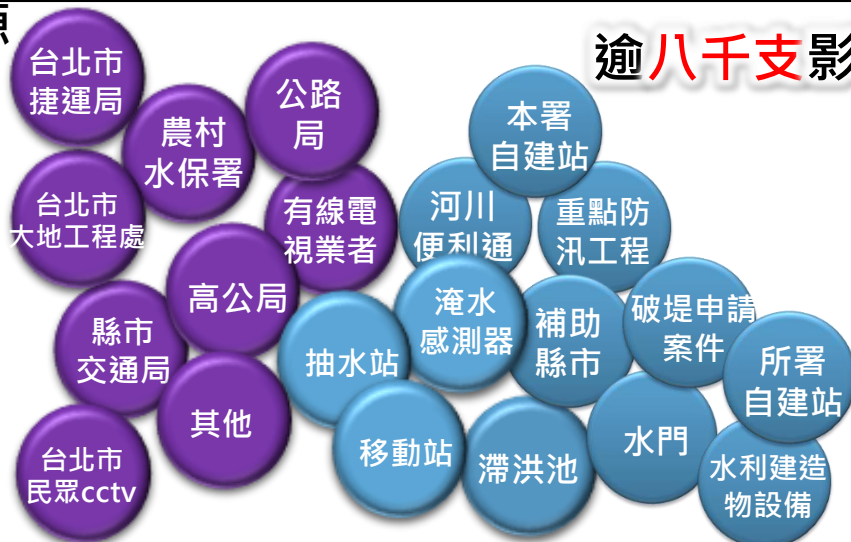 源
逾八千支影
台北市
捷運局
農村
水保署
公路
局
台北市
大地工程處
有線電
視業者
高公局
縣市
交通局
其他
台北市
民眾cctv
本署
自建站
河川
便利通
重點防
汛工程
淹水
感測器
補助
縣市
破堤申請
案件
所署
自建站
抽水站
移動站
滯洪池
水門
水利建造
物設備